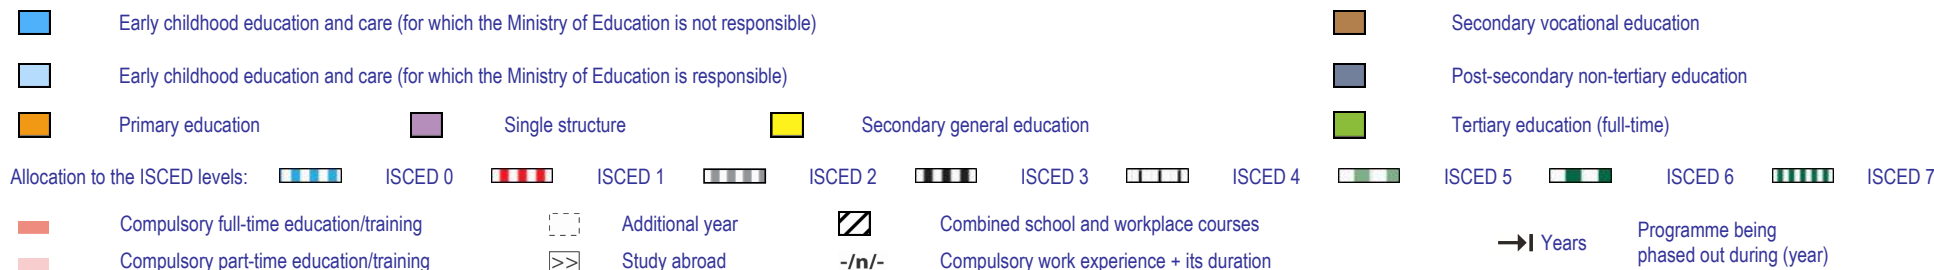 Early childhood education and care (for which the Ministry of Education is not responsible)
Secondary vocational education
Early childhood education and care (for which the Ministry of Education is responsible)
Post-secondary non-tertiary education
Primary education Single structure Secondary general education Tertiary education (full-time)
Allocation to the ISCED levels: ISCED 0 ISCED 1 ISCED 2 ISCED 3 ISCED 4 ISCED 5 ISCED 6 ISCED 7
Compulsory full-time education/training Additional year Combined school and workplace courses
Compulsory part-time education/training >> Study abroad -/n/- Compulsory work experience + its duration
Years
Programme being
phased out during (year)